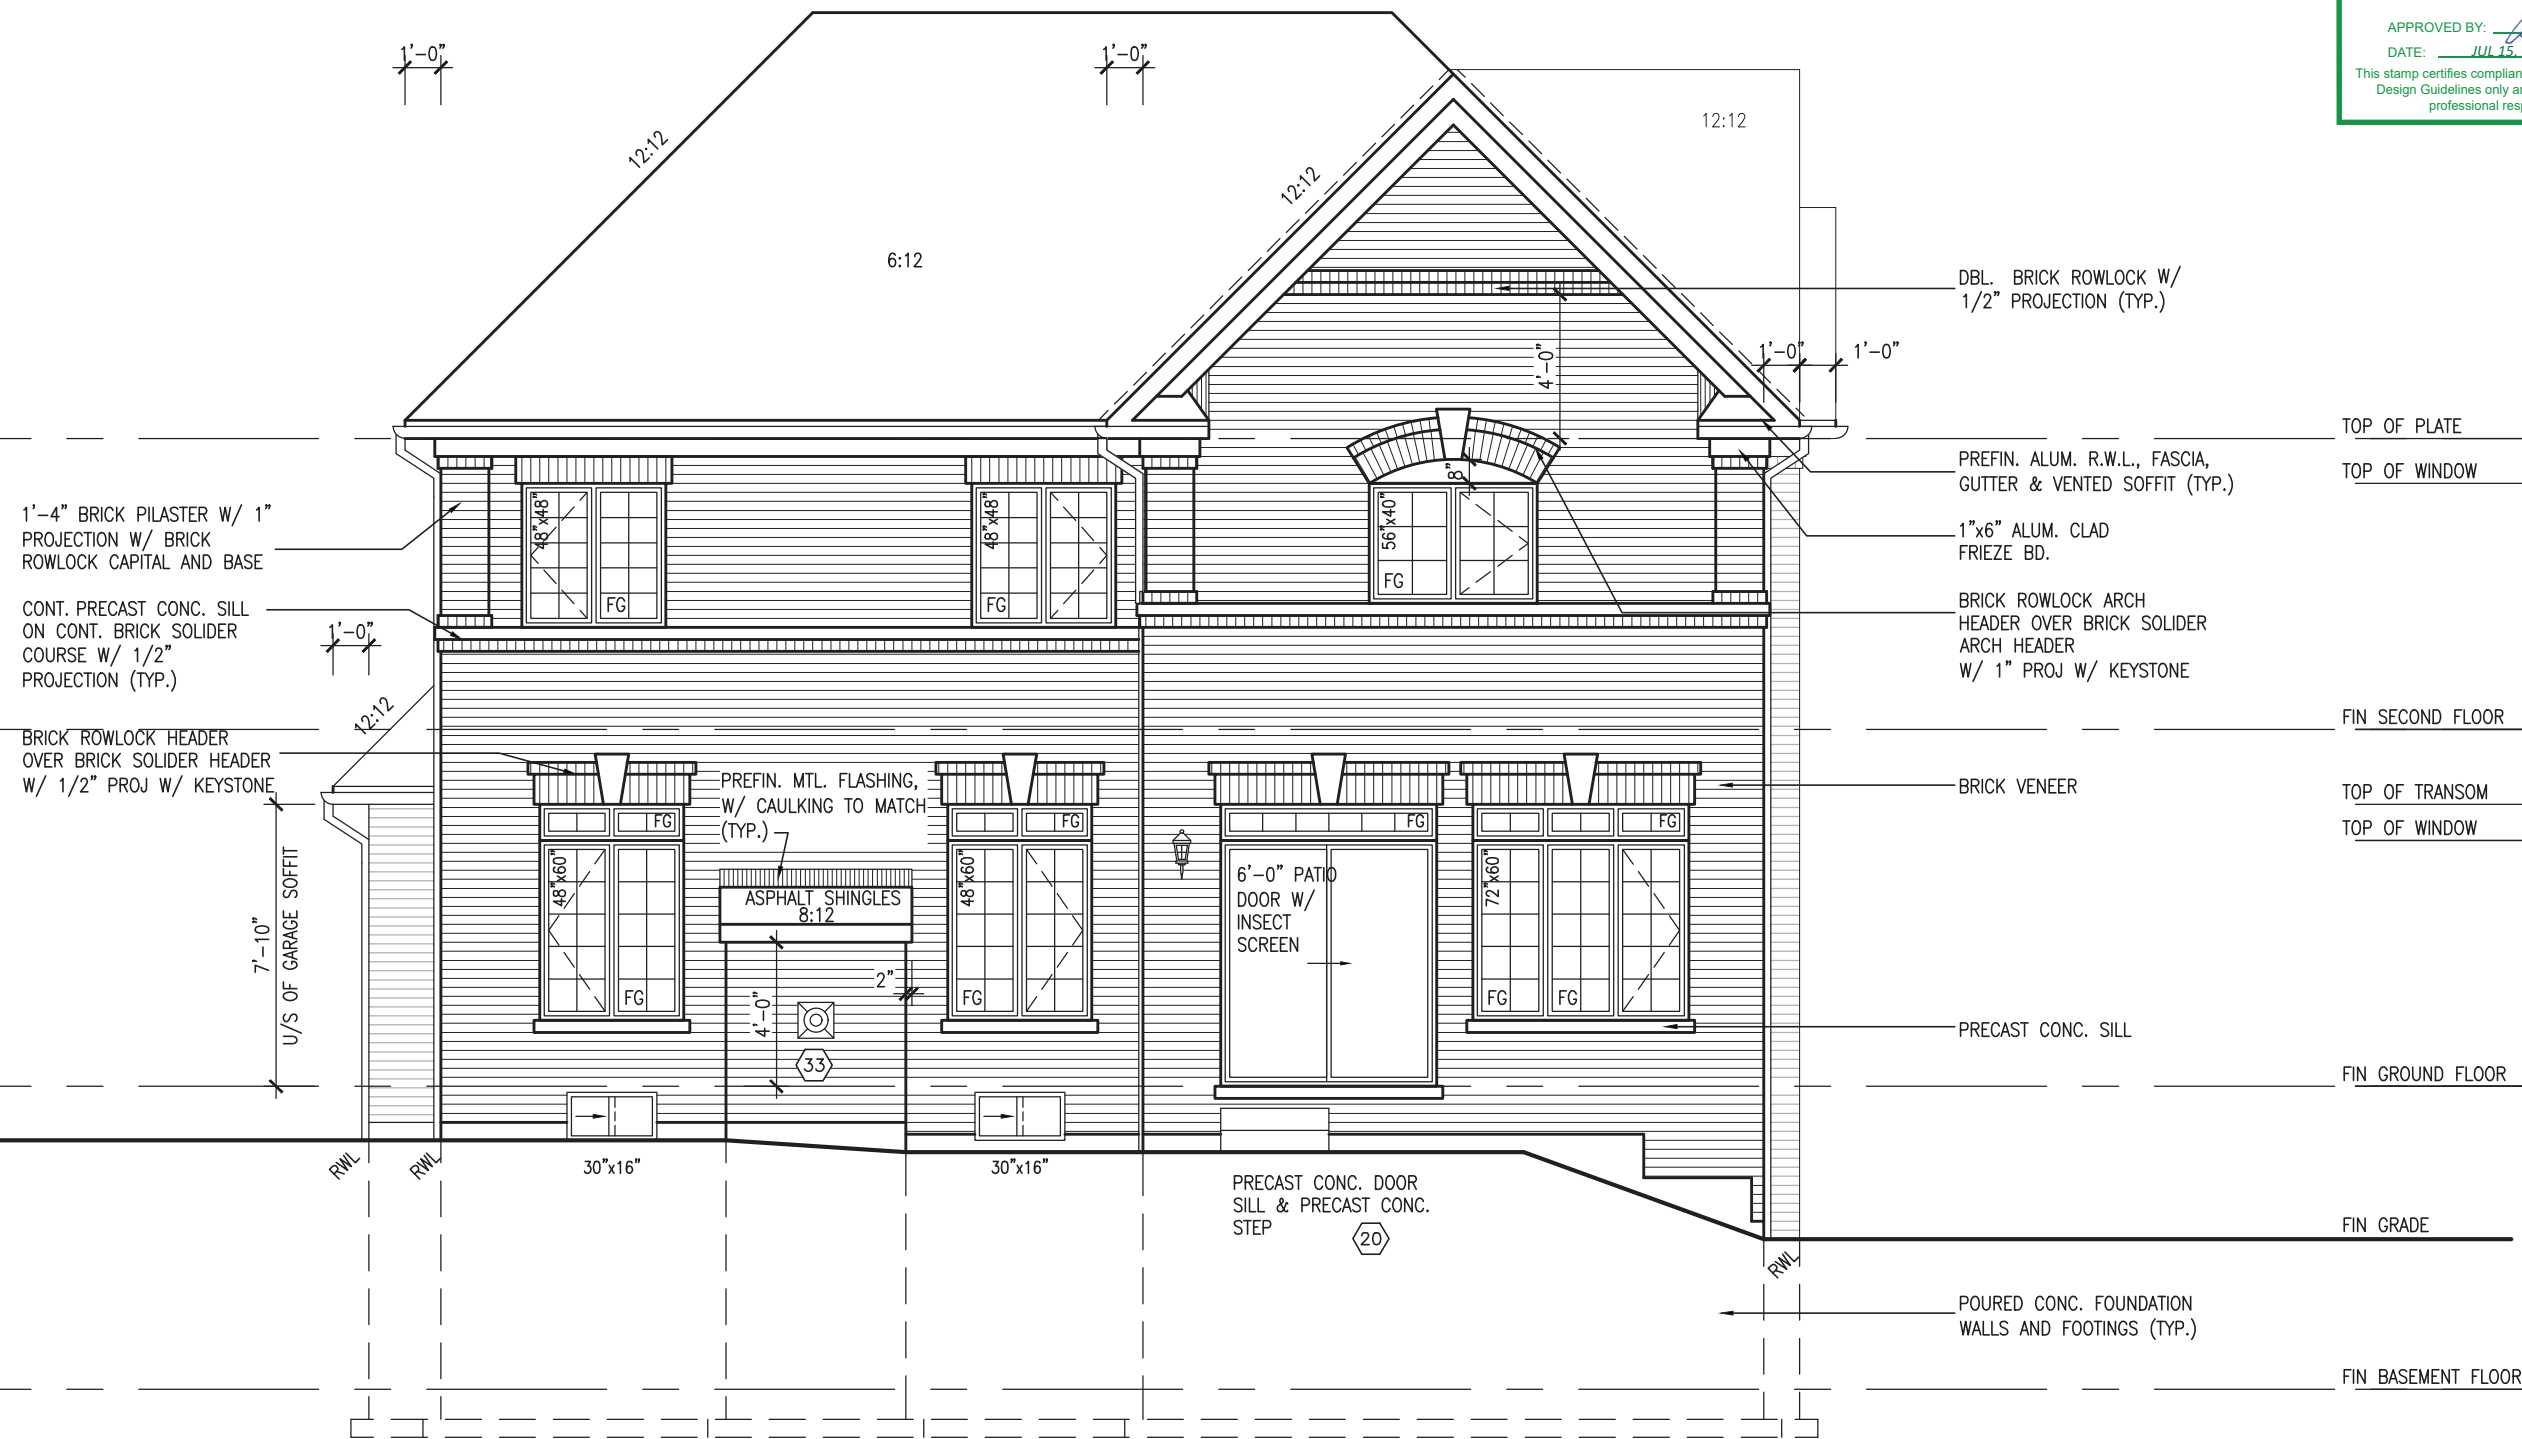 APPROVED BY:
DATE: JUL 15,
This stamp certifies
Design Guidelines only
professional
1'-0"
1'-0"
12:12
12:12
12:12
6:12
DBL. BRICK ROWLOCK W/
1/2" PROJECTION (TYP.)
4'-0"
1'-0"
1'-0"
TOP OF PLATE
TOP OF WINDOW
PREFIN. ALUM. R.W.L., FASCIA,
GUTTER & VENTED SOFFIT (TYP.)
1"x6" ALUM. CLAD
FRIEZE BD.
BRICK ROWLOCK ARCH
HEADER OVER BRICK SOLIDER
ARCH HEADER
W/ 1" PROJ W/ KEYSTONE
1'-4" BRICK PILASTER W/ 1"
PROJECTION W/ BRICK
ROWLOCK CAPITAL AND BASE
CONT. PRECAST CONC. SILL
ON CONT. BRICK SOLIDER
COURSE W/ 1/2"
PROJECTION (TYP.)
1'-0"
12:12
48"x48"
FG
48"x48"
FG
8"
56"x40"
FG
BRICK ROWLOCK HEADER
OVER BRICK SOLIDER HEADER
W/ 1/2" PROJ W/ KEYSTONE
FIN SECOND FLOOR
PREFIN. MTL. FLASHING,
W/ CAULKING TO MATCH
(TYP.)
BRICK VENEER
TOP OF TRANSOM
TOP OF WINDOW
FG
FG
FG
FG
48"x60"
FG
ASPHALT SHINGLES
8:12
48"x60"
FG
6'-0" PATIO
DOOR W/
INSECT
SCREEN
72"x60"
FG
FG
7'-10"
U/S OF GARAGE SOFFIT
4'-0"
2"
33
PRECAST CONC. SILL
FIN GROUND FLOOR
RWL
RWL
30"x16"
30"x16"
PRECAST CONC. DOOR
SILL & PRECAST CONC.
STEP
20
FIN GRADE
RWL
POURED CONC. FOUNDATION
WALLS AND FOOTINGS (TYP.)
FIN BASEMENT FLOOR